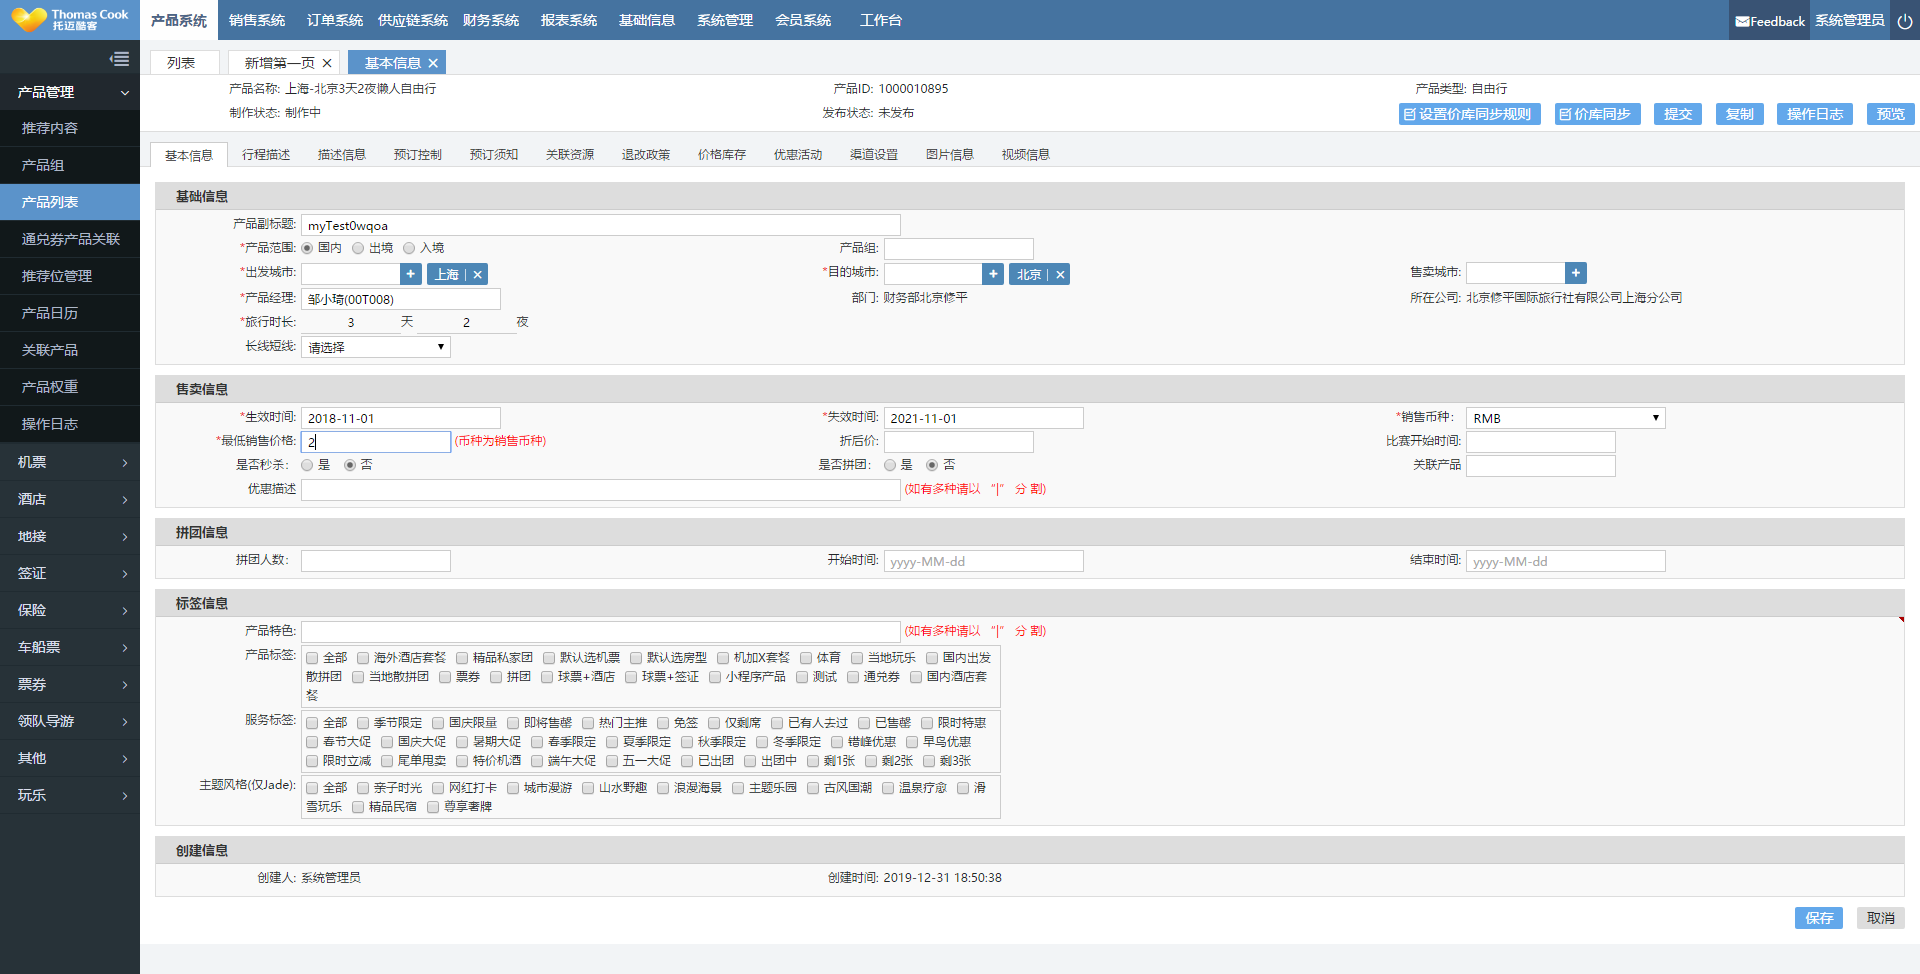 Thomas Cook
托迈酷客
产品系统 销售系统 订单系统 供应链系统 财务系统 报表系统 基础信息 系统管理 会员系统 工作台
Feedback 系统管理员
列表 新增第一页 基本信息
产品管理
推荐内容
产品组
产品列表
通兑券产品关联
推荐位管理
产品日历
关联产品
产品权重
操作日志
机票
酒店
地接
签证
保险
车船票
票券
领队导游
其他
玩乐
产品名称: 上海-北京3天2夜懒人自由行 产品ID: 1000010895 产品类型: 自由行
制作状态: 制作中 发布状态: 未发布
设置价库同步规则 价库同步 提交 复制 操作日志 预览
基本信息 行程描述 描述信息 预订控制 预订须知 关联资源 退改政策 价格库存 优惠活动 渠道设置 图片信息 视频信息
基础信息
产品副标题: myTest0wqoa
*产品范围: 国内 出境 入境 产品组:
*出发城市: + 上海 | × *目的城市: + 北京 | × 售卖城市: +
*产品经理: 邹小琦(00T008) 部门: 财务部北京修平 所在公司: 北京修平国际旅行社有限公司上海分公司
*旅行时长: 3 天 2 夜
长线短线: 请选择
售卖信息
*生效时间: 2018-11-01 *失效时间: 2021-11-01 *销售币种: RMB
*最低销售价格: 2 (币种为销售币种) 折后价: 比赛开始时间:
是否秒杀: 是 否 是否拼团: 是 否 关联产品
优惠描述 (如有多种请以 “|” 分 割)
拼团信息
拼团人数: 开始时间: yyyy-MM-dd 结束时间: yyyy-MM-dd
标签信息
产品特色: (如有多种请以 “|” 分 割)
产品标签: 全部 海外酒店套餐 精品私家团 默认选机票 默认选房型 机加X套餐 体育 当地玩乐 国内出发
散拼团 当地散拼团 票券 拼团 球票+酒店 球票+签证 小程序产品 测试 通兑券 国内酒店套
餐
服务标签: 全部 季节限定 国庆限量 即将售罄 热门主推 免签 仅剩席 已有人去过 已售罄 限时特惠
春节大促 国庆大促 暑期大促 春季限定 夏季限定 秋季限定 冬季限定 错峰优惠 早鸟优惠
限时立减 尾单甩卖 特价机酒 端午大促 五一大促 已出团 出团中 剩1张 剩2张 剩3张
主题风格(仅Jade): 全部 亲子时光 网红打卡 城市漫游 山水野趣 浪漫海景 主题乐园 古风国潮 温泉疗愈 滑
雪玩乐 精品民宿 尊享奢牌
创建信息
创建人: 系统管理员 创建时间: 2019-12-31 18:50:38
保存 取消